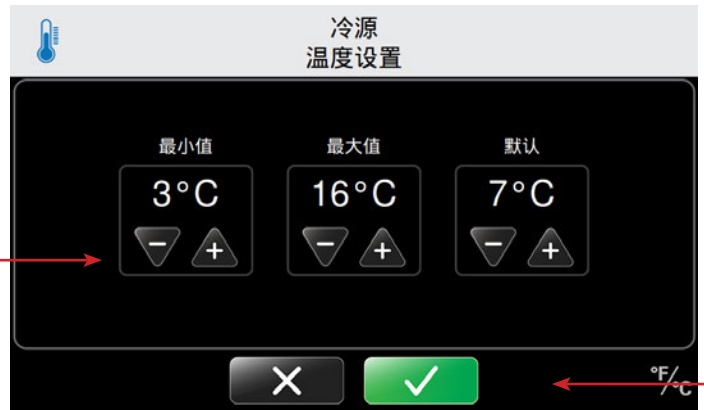 冷源
温度设置
最小值 最大值 默认
3°C 16°C 7°C
− + − + − +
°F/°C